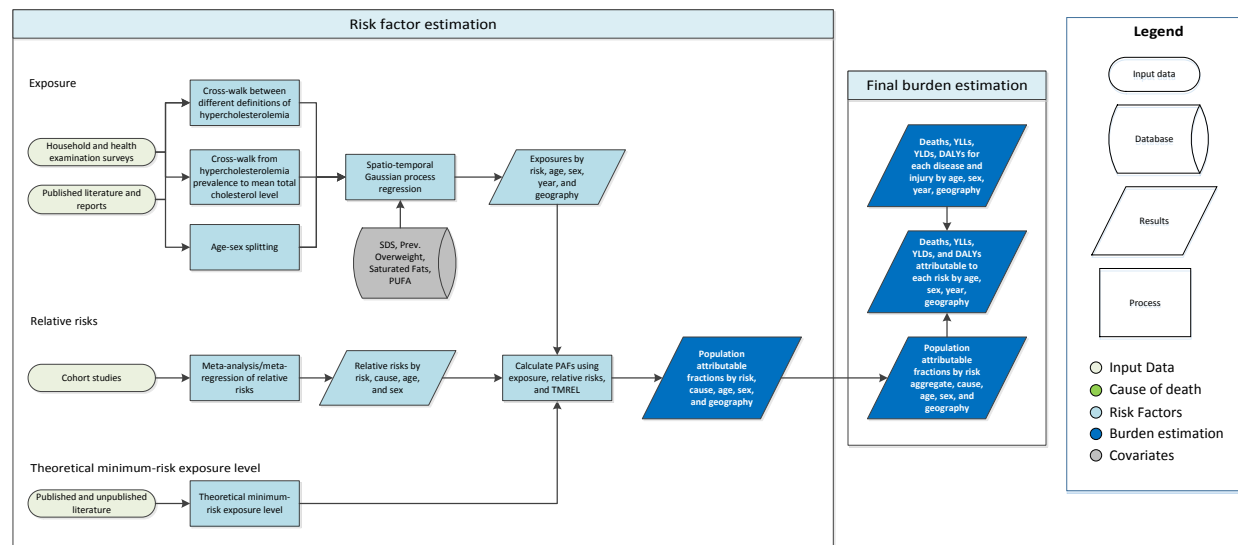 Risk factor estimation
Exposure
Household and health
examination surveys
Published literature and
reports
Cross-walk between
different definitions of
hypercholesterolemia
Cross-walk from
hypercholesterolemia
prevalence to mean total
cholesterol level
Age-sex splitting
Spatio-temporal
Gaussian process
regression
SDS, Prev.
Overweight,
Saturated Fats,
PUFA
Exposures by
risk, age, sex,
year, and
geography
Relative risks
Cohort studies
Meta-analysis/meta-
regression of relative
risks
Relative risks by
risk, cause, age,
and sex
Calculate PAFs using
exposure, relative risks,
and TMREL
Population
attributable
fractions by risk,
cause, age, sex,
and geography
Theoretical minimum-risk exposure level
Published and unpublished
literature
Theoretical minimum-
risk exposure level
Final burden estimation
Deaths, YLLs,
YLDs, DALYs for
each disease and
injury by age, sex,
year, geography
Deaths, YLLs,
YLDs, and DALYs
attributable to
each risk by age,
sex, year,
geography
Population
attributable
fractions by risk
aggregate, cause,
age, sex, and
geography
Legend
Input data
Database
Results
Process
Input Data
Cause of death
Risk Factors
Burden estimation
Covariates